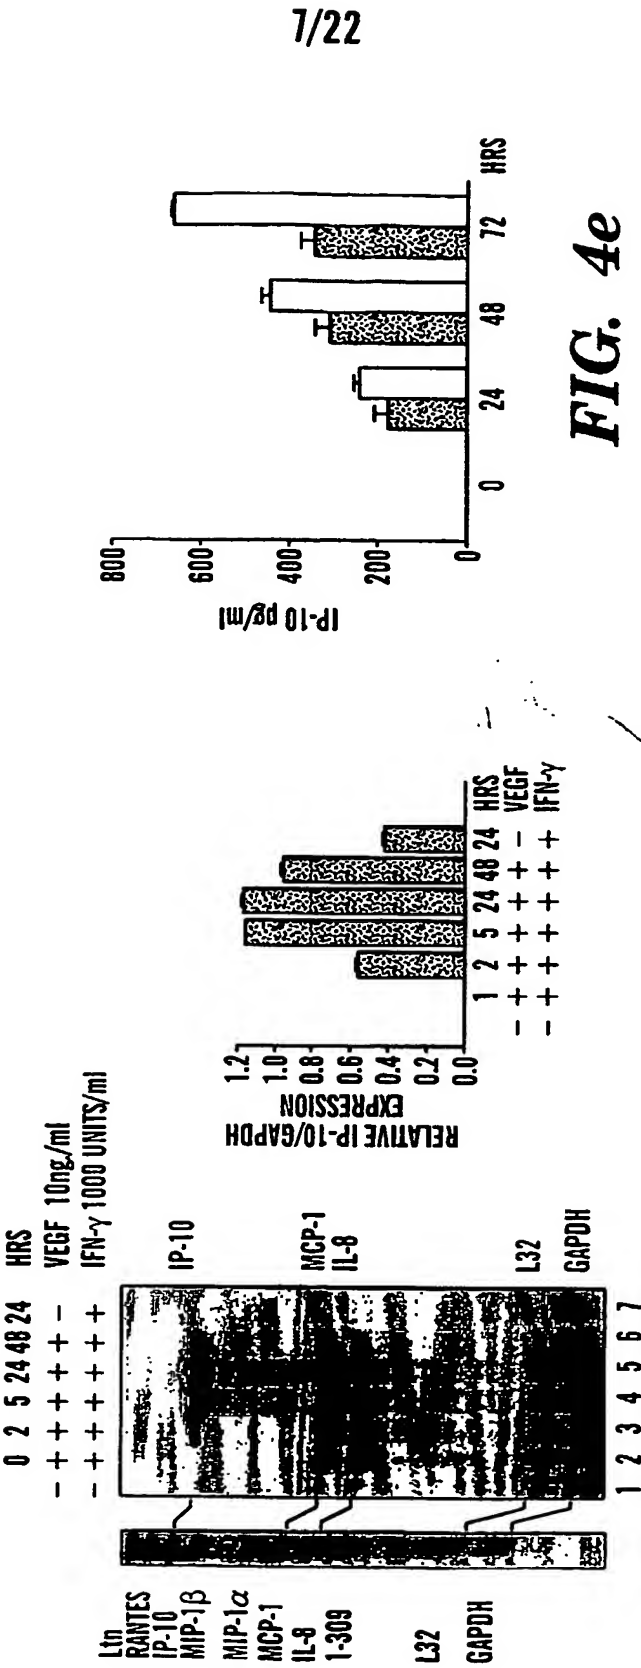 7/22
0 2 5 24 48 24 HRS
− + + + + + − VEGF 10ng/ml
− + + + + + + IFN-γ 1000 UNITS/ml
Ltn
RANTES
IP-10
MIP-1β
MIP-1α
MCP-1
IL-8
1-309
L32
GAPDH
IP-10
MCP-1
IL-8
L32
GAPDH
1 2 3 4 5 6 7
RELATIVE IP-10/GAPDH
EXPRESSION
1.2
1.0
0.8
0.6
0.4
0.2
0.0
1 2 5 24 48 24 HRS
− + + + + + − VEGF
− + + + + + + IFN-γ
IP-10 pg/ml
800
600
400
200
0
0 24 48 72 HRS
FIG. 4e